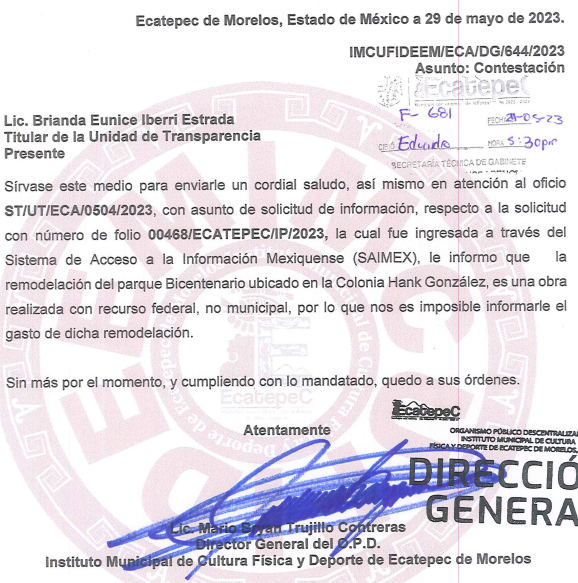 Ecatepec de Morelos, Estado de México a 29 de mayo de 2023.
IMCUFIDEEM/ECA/DG/644/2023
Asunto: Contestación
Ecatepec
F- 681
FECHA 29-05-23
Eduardo
HORA 5:30pm
SECRETARÍA TÉCNICA DE GABINETE
Lic. Brianda Eunice Iberri Estrada
Titular de la Unidad de Transparencia
Presente
Sírvase este medio para enviarle un cordial saludo, así mismo en atención al oficio
ST/UT/ECA/0504/2023, con asunto de solicitud de información, respecto a la solicitud
con número de folio 00468/ECATEPEC/IP/2023, la cual fue ingresada a través del
Sistema de Acceso a la Información Mexiquense (SAIMEX), le informo que la
remodelación del parque Bicentenario ubicado en la Colonia Hank González, es una obra
realizada con recurso federal, no municipal, por lo que nos es imposible informarle el
gasto de dicha remodelación.
Sin más por el momento, y cumpliendo con lo mandatado, quedo a sus órdenes.
Ecatepec
Ecatepec
Atentamente
ORGANISMO PÚBLICO DESCENTRALIZA
INSTITUTO MUNICIPAL DE CULTURA
FÍSICA Y DEPORTE DE ECATEPEC DE MORELOS,
DIRECCIÓ
GENERA
Lic. Mario Bryan Trujillo Contreras
Director General del O.P.D.
Instituto Municipal de Cultura Física y Deporte de Ecatepec de Morelos